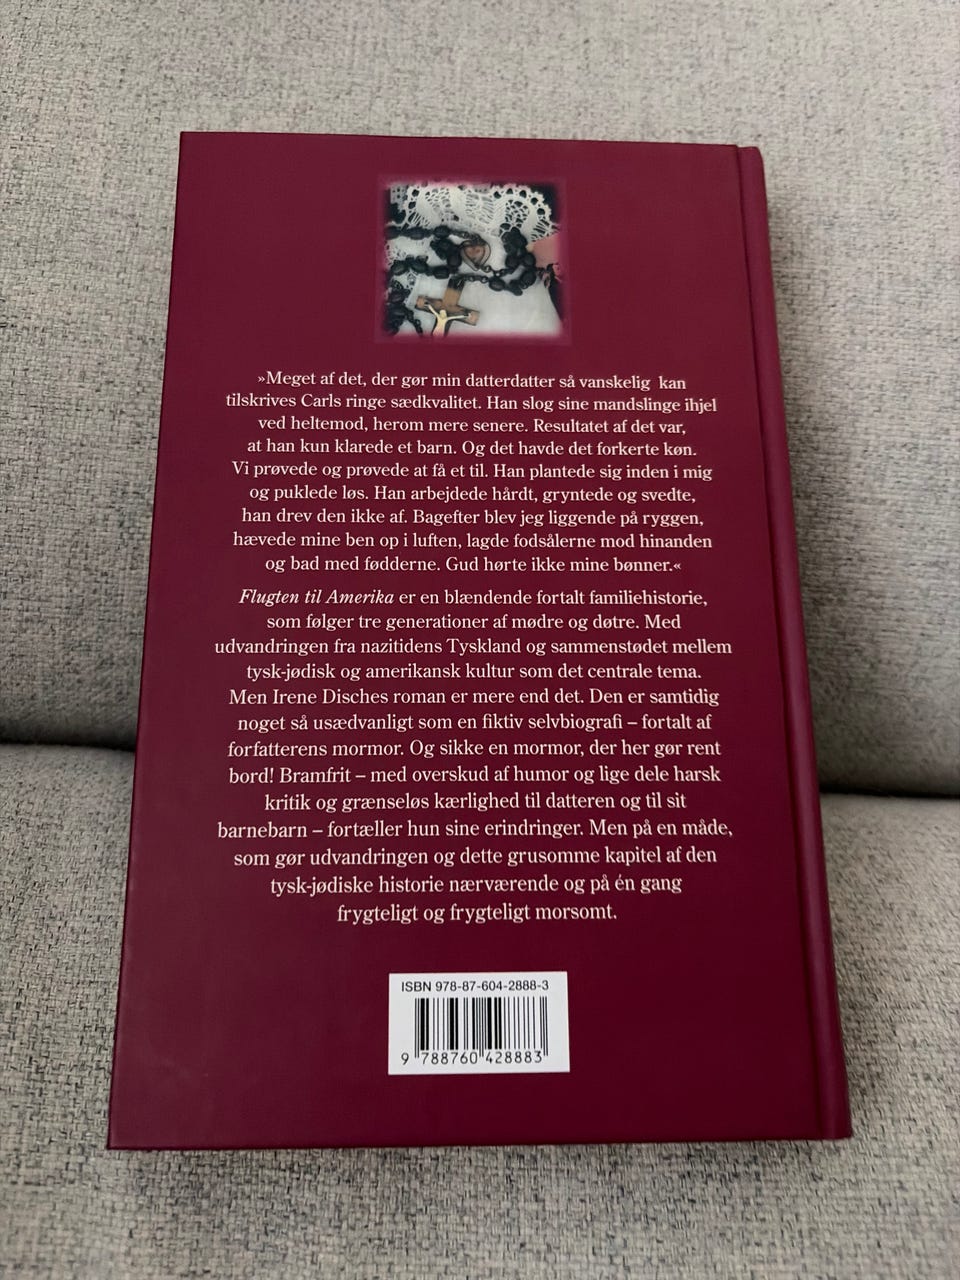 »Meget af det, der gør min datterdatter så vanskelig kan
tilskrives Carls ringe sædkvalitet. Han slog sine mandslinge ihjel
ved heltemod, herom mere senere. Resultatet af det var,
at han kun klarede et barn. Og det havde det forkerte køn.
Vi prøvede og prøvede at få et til. Han plantede sig inden i mig
og puklede løs. Han arbejdede hårdt, gryntede og svedte,
han drev den ikke af. Bagefter blev jeg liggende på ryggen,
hævede mine ben op i luften, lagde fodsålerne mod hinanden
og bad med fødderne. Gud hørte ikke mine bønner.«
Flugten til Amerika er en blændende fortalt familiehistorie,
som følger tre generationer af mødre og døtre. Med
udvandringen fra nazitidens Tyskland og sammenstødet mellem
tysk-jødisk og amerikansk kultur som det centrale tema.
Men Irene Disches roman er mere end det. Den er samtidig
noget så usædvanligt som en fiktiv selvbiografi – fortalt af
forfatterens mormor. Og sikke en mormor, der her gør rent
bord! Bramfrit – med overskud af humor og lige dele harsk
kritik og grænseløs kærlighed til datteren og til sit
barnebarn – fortæller hun sine erindringer. Men på en måde,
som gør udvandringen og dette grusomme kapitel af den
tysk-jødiske historie nærværende og på én gang
frygteligt og frygteligt morsomt.
ISBN 978-87-604-2888-3
9 788760 428883